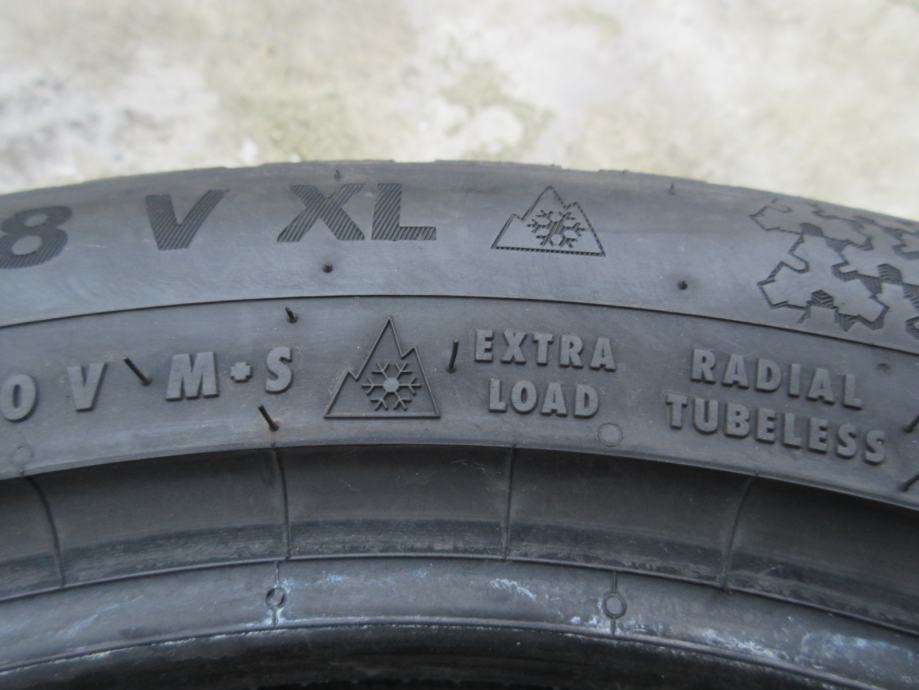 8 V XL
0 V M+S EXTRA LOAD RADIAL TUBELESS